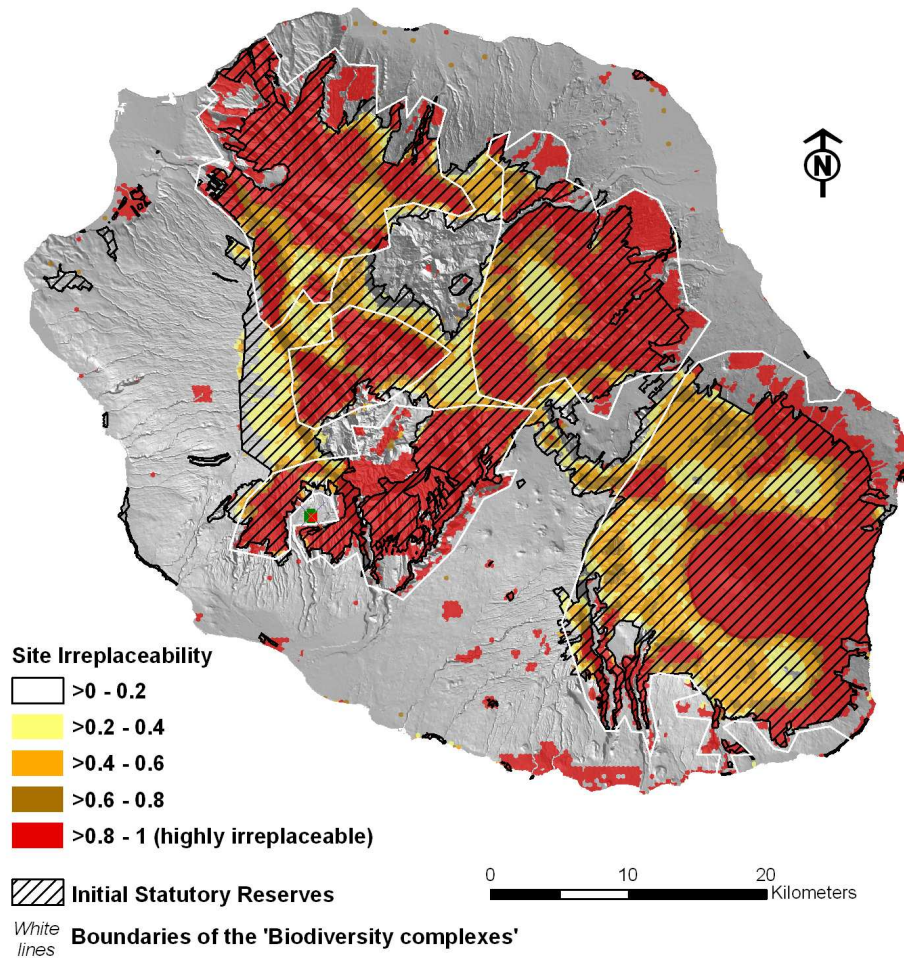 N
Site Irreplaceability
>0 - 0.2
>0.2 - 0.4
>0.4 - 0.6
>0.6 - 0.8
>0.8 - 1 (highly irreplaceable)
Initial Statutory Reserves
White lines
Boundaries of the 'Biodiversity complexes'
0 10 20
Kilometers